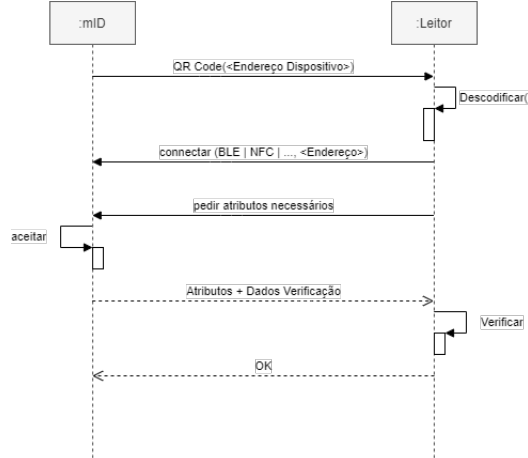 :mID
:Leitor
QR Code(<Endereço Dispositivo>)
Descodificar(
connectar (BLE | NFC | ..., <Endereço>)
pedir atributos necessários
aceitar
Atributos + Dados Verificação
Verificar
OK